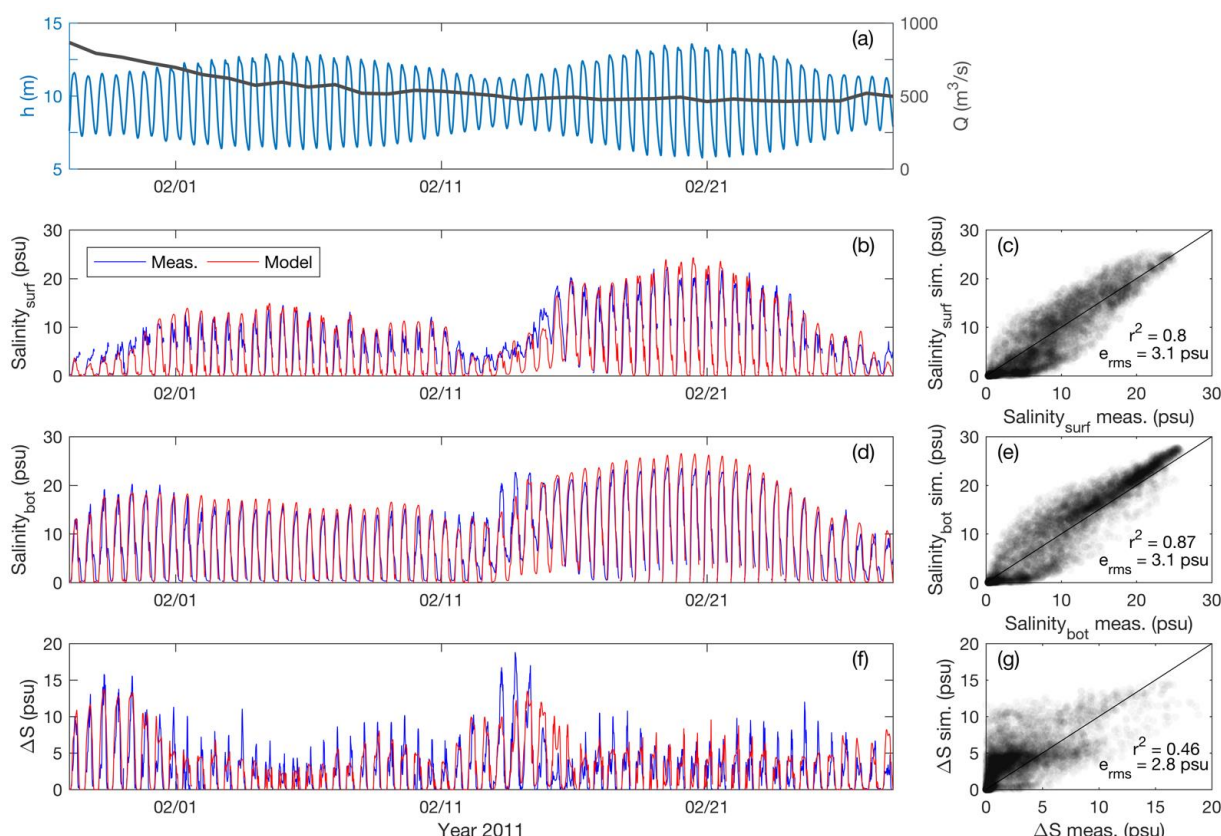 15
10
5
h (m)
(a)
1000
500
0
Q (m³/s)
02/01
02/11
02/21
30
20
10
0
Salinity_surf (psu)
Meas.
Model
(b)
02/01
02/11
02/21
30
20
10
0
Salinity_surf sim. (psu)
(c)
r² = 0.8
e_rms = 3.1 psu
0
10
20
30
Salinity_surf meas. (psu)
30
20
10
0
Salinity_bot (psu)
(d)
02/01
02/11
02/21
30
20
10
0
Salinity_bot sim. (psu)
(e)
r² = 0.87
e_rms = 3.1 psu
0
10
20
30
Salinity_bot meas. (psu)
20
15
10
5
0
ΔS (psu)
(f)
02/01
02/11
02/21
Year 2011
20
15
10
5
0
ΔS sim. (psu)
(g)
r² = 0.46
e_rms = 2.8 psu
0
5
10
15
20
ΔS meas. (psu)